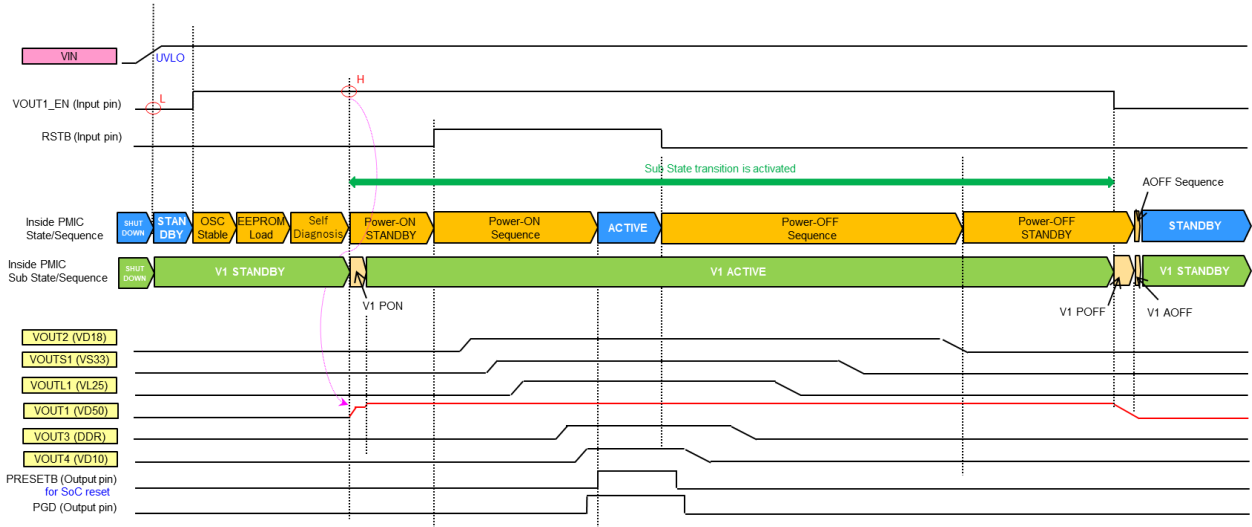 VIN
UVLO
L
H
VOUT1_EN (Input pin)
RSTB (Input pin)
Sub State transition is activated
AOFF Sequence
Inside PMIC
State/Sequence
SHUT
DOWN
STAN
DBY
OSC
Stable
EEPROM
Load
Self
Diagnosis
Power-ON
STANDBY
Power-ON
Sequence
ACTIVE
Power-OFF
Sequence
Power-OFF
STANDBY
STANDBY
Inside PMIC
Sub State/Sequence
SHUT
DOWN
V1 STANDBY
V1 ACTIVE
V1 STANDBY
V1 PON
V1 POFF
V1 AOFF
VOUT2 (VD18)
VOUTS1 (VS33)
VOUTL1 (VL25)
VOUT1 (VD50)
VOUT3 (DDR)
VOUT4 (VD10)
PRESETB (Output pin)
for SoC reset
PGD (Output pin)